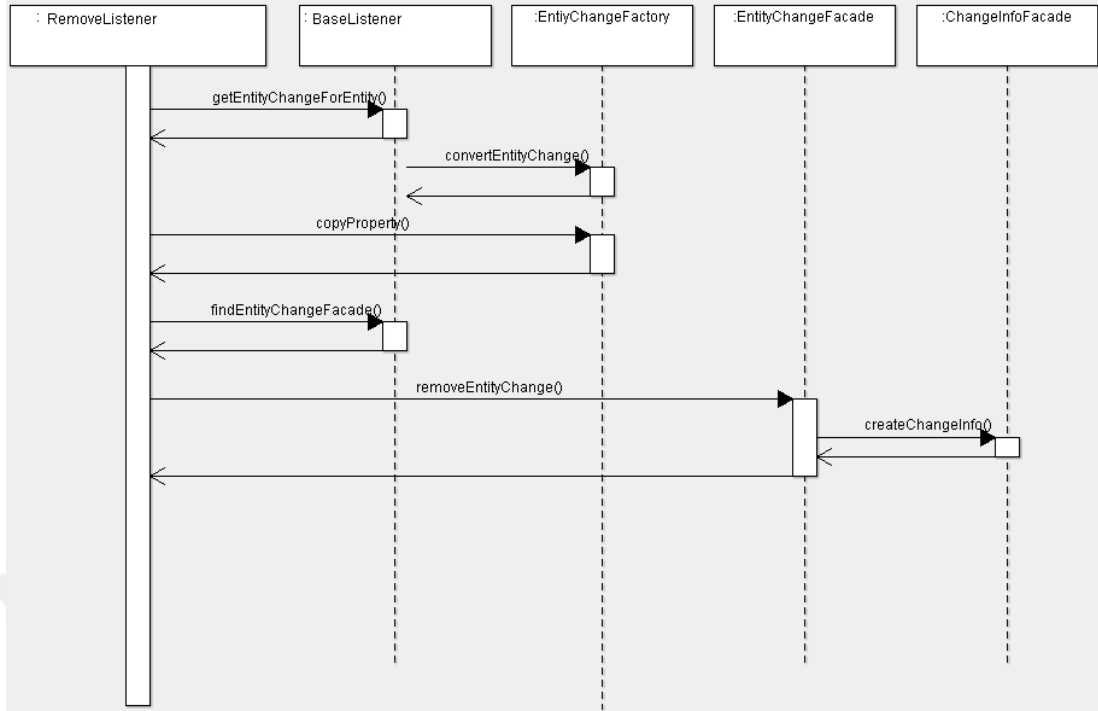 : RemoveListener
: BaseListener
:EntiyChangeFactory
:EntityChangeFacade
:ChangeInfoFacade
getEntityChangeForEntity()
convertEntityChange()
copyProperty()
findEntityChangeFacade()
removeEntityChange()
createChangeInfo()